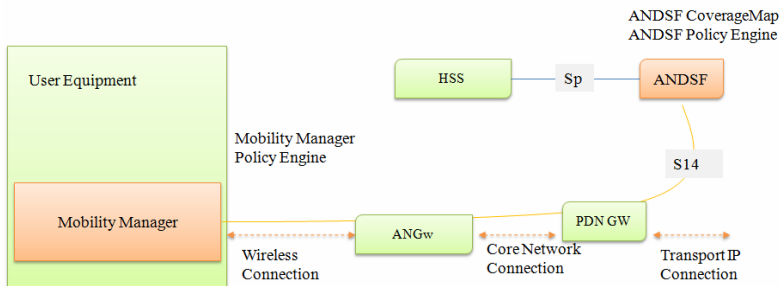 ANDSF CoverageMap
ANDSF Policy Engine
User Equipment
HSS
Sp
ANDSF
Mobility Manager
Policy Engine
S14
Mobility Manager
ANGw
PDN GW
Wireless
Connection
Core Network
Connection
Transport IP
Connection